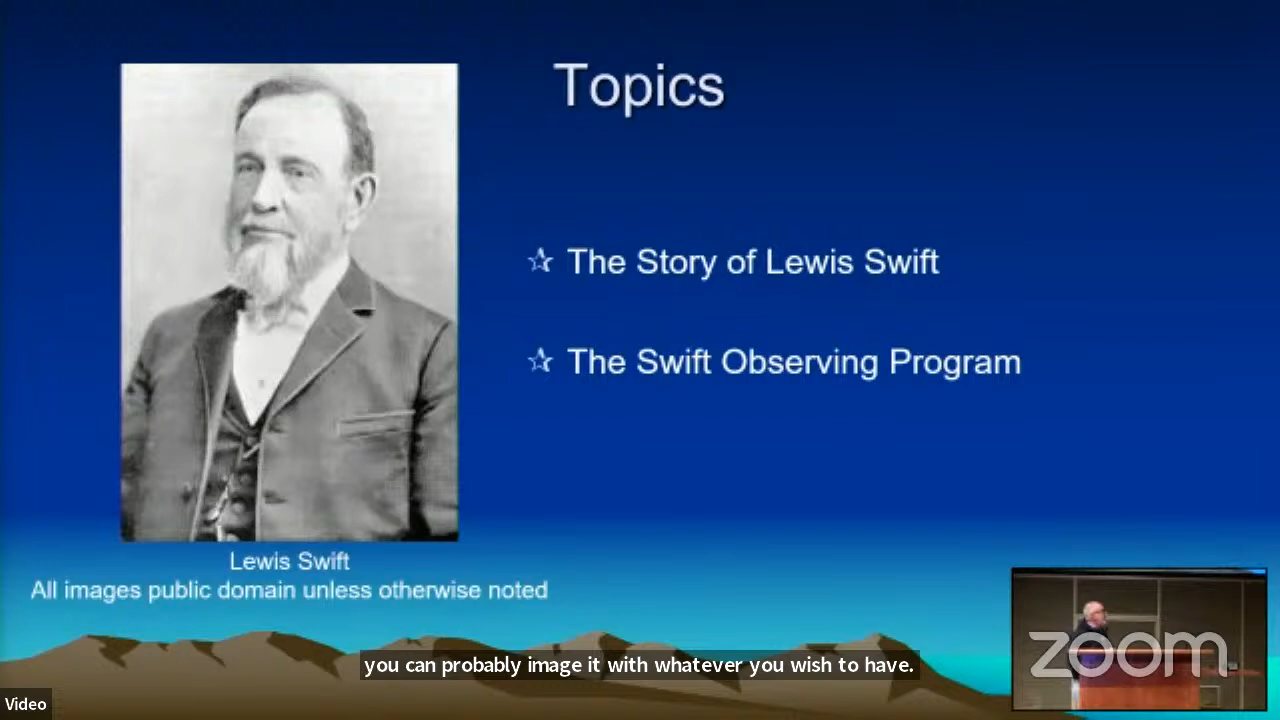 Topics
☆ The Story of Lewis Swift
☆ The Swift Observing Program
Lewis Swift
All images public domain unless otherwise noted
you can probably image it with whatever you wish to have.
zoom
Video